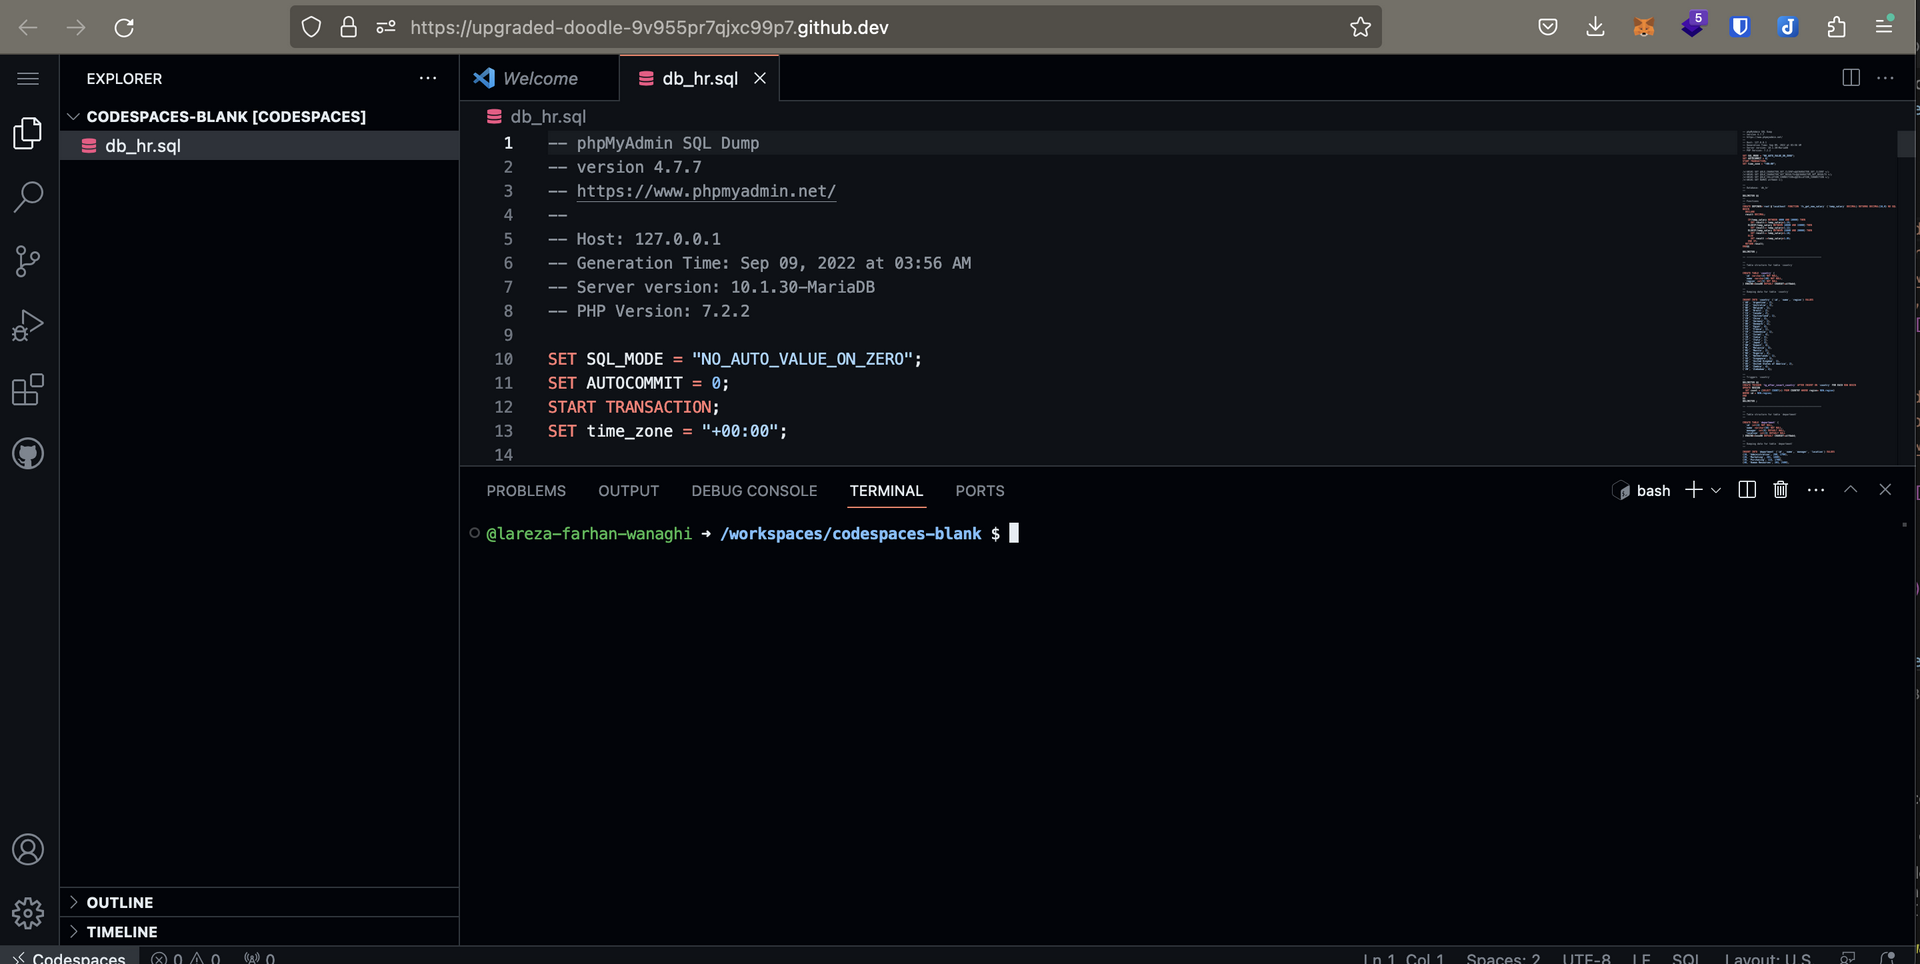 https://upgraded-doodle-9v955pr7qjxc99p7.github.dev
5
EXPLORER
CODESPACES-BLANK [CODESPACES]
db_hr.sql
OUTLINE
TIMELINE
Welcome
db_hr.sql
db_hr.sql
1 -- phpMyAdmin SQL Dump
2 -- version 4.7.7
3 -- https://www.phpmyadmin.net/
4 --
5 -- Host: 127.0.0.1
6 -- Generation Time: Sep 09, 2022 at 03:56 AM
7 -- Server version: 10.1.30-MariaDB
8 -- PHP Version: 7.2.2
9
10 SET SQL_MODE = "NO_AUTO_VALUE_ON_ZERO";
11 SET AUTOCOMMIT = 0;
12 START TRANSACTION;
13 SET time_zone = "+00:00";
14
PROBLEMS OUTPUT DEBUG CONSOLE TERMINAL PORTS
bash
@lareza-farhan-wanaghi → /workspaces/codespaces-blank $
Codespaces 0 0 0
Ln 1, Col 1 Spaces: 2 UTF-8 LF SQL Layout: U.S.